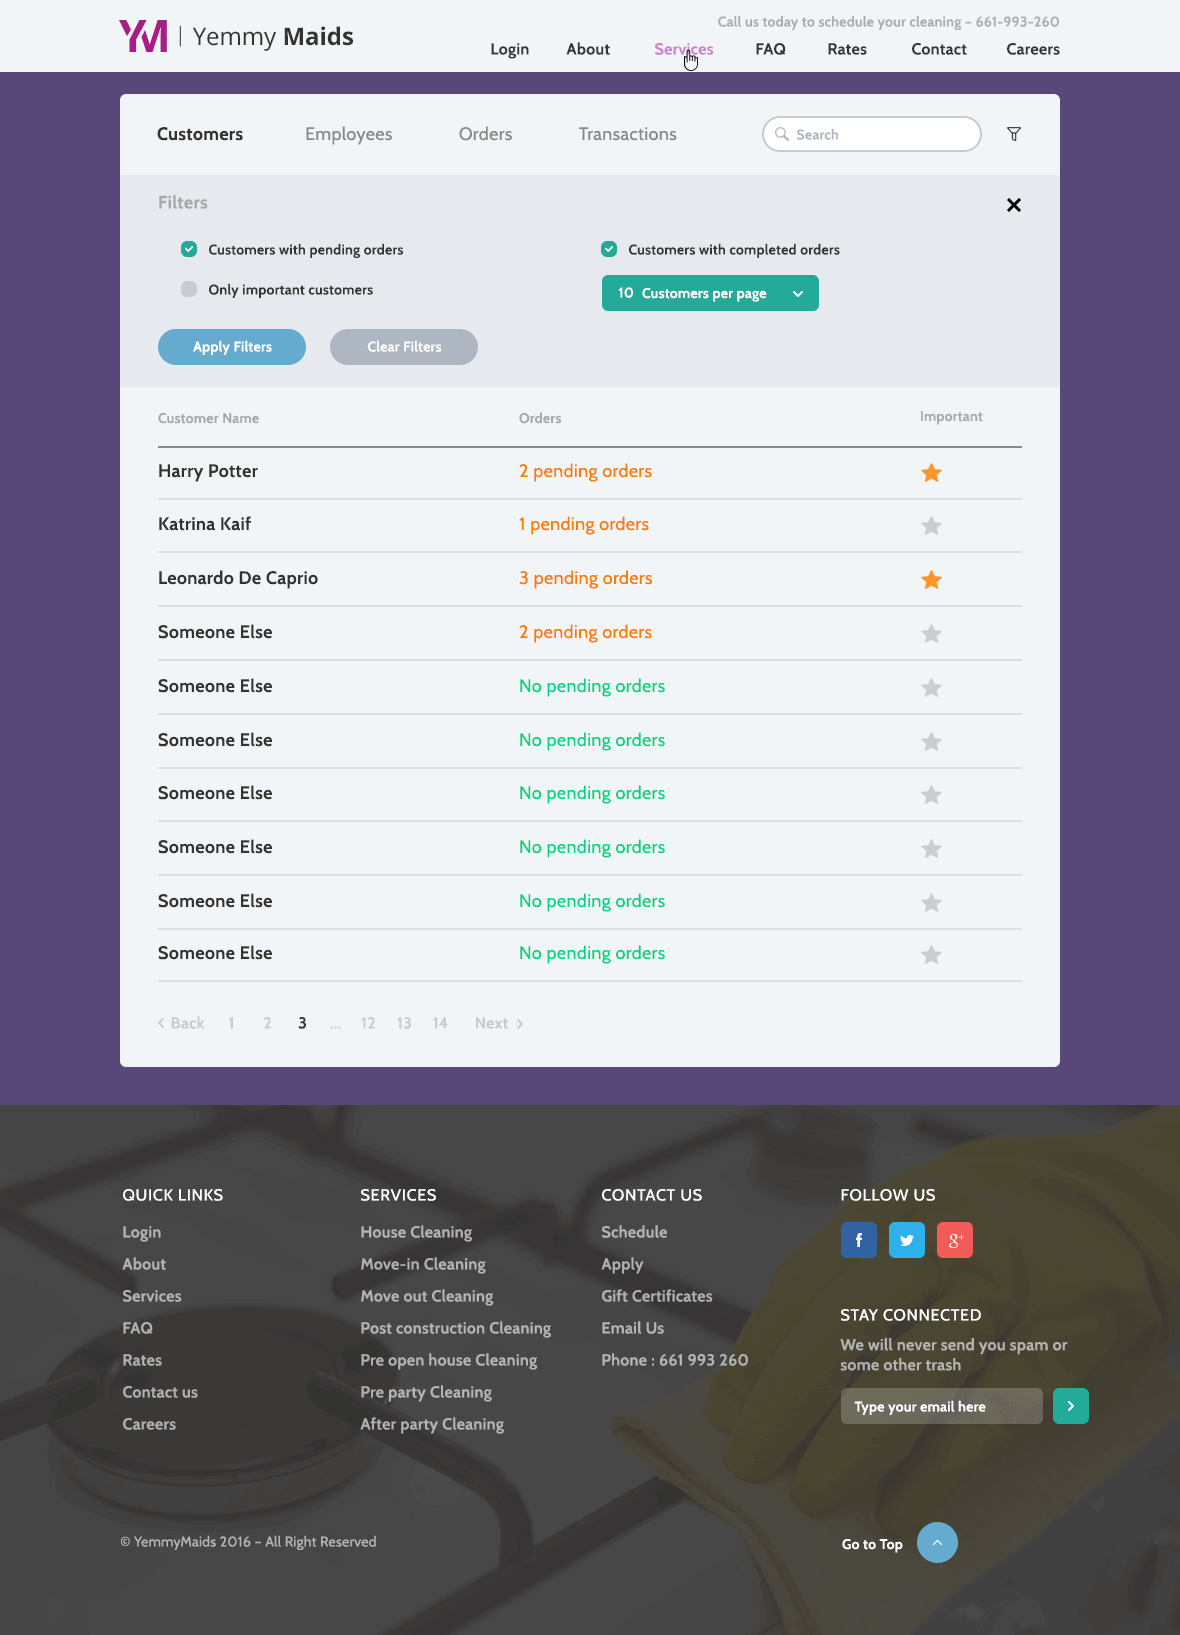 YM | Yemmy Maids
Call us today to schedule your cleaning – 661-993-260
Login About Services FAQ Rates Contact Careers
Customers Employees Orders Transactions Search
Filters
Customers with pending orders Customers with completed orders
Only important customers 10 Customers per page
Apply Filters Clear Filters
Customer Name Orders Important
Harry Potter 2 pending orders
Katrina Kaif 1 pending orders
Leonardo De Caprio 3 pending orders
Someone Else 2 pending orders
Someone Else No pending orders
Someone Else No pending orders
Someone Else No pending orders
Someone Else No pending orders
Someone Else No pending orders
Someone Else No pending orders
Back 1 2 3 ... 12 13 14 Next
QUICK LINKS
Login
About
Services
FAQ
Rates
Contact us
Careers
SERVICES
House Cleaning
Move-in Cleaning
Move out Cleaning
Post construction Cleaning
Pre open house Cleaning
Pre party Cleaning
After party Cleaning
CONTACT US
Schedule
Apply
Gift Certificates
Email Us
Phone : 661 993 260
FOLLOW US
f g+
STAY CONNECTED
We will never send you spam or
some other trash
Type your email here
© YemmyMaids 2016 – All Right Reserved
Go to Top